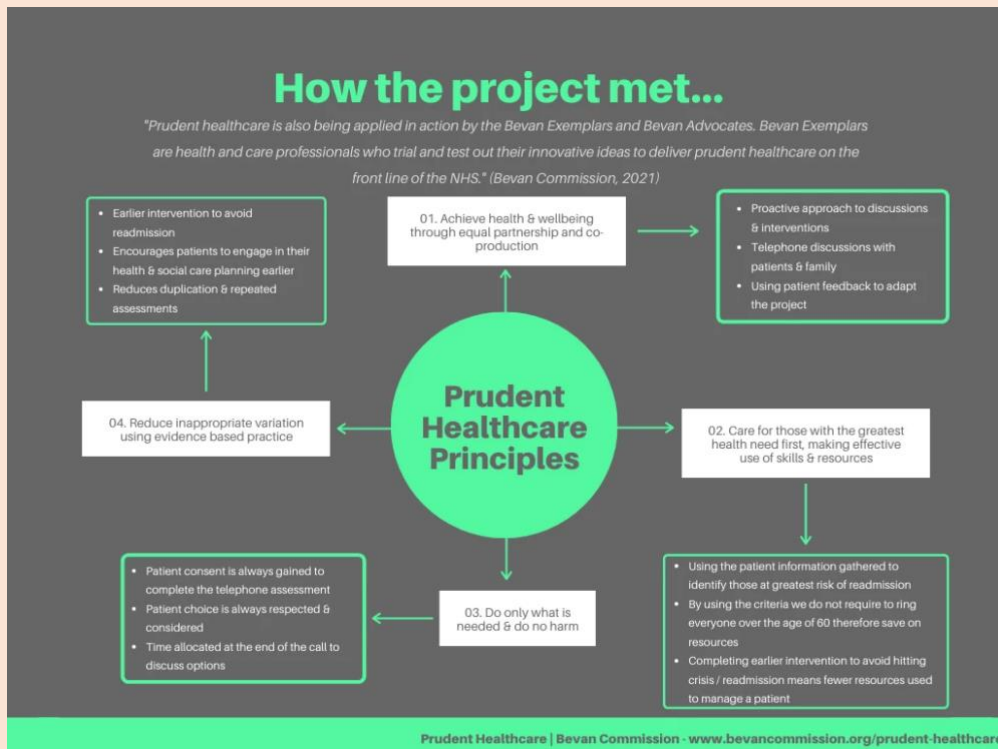 How the project met...
"Prudent healthcare is also being applied in action by the Bevan Exemplars and Bevan Advocates. Bevan Exemplars
are health and care professionals who trial and test out their innovative ideas to deliver prudent healthcare on the
front line of the NHS." (Bevan Commission, 2021)
• Earlier intervention to avoid
readmission
• Encourages patients to engage in their
health & social care planning earlier
• Reduces duplication & repeated
assessments
01. Achieve health & wellbeing
through equal partnership and co-
production
• Proactive approach to discussions
& interventions
• Telephone discussions with
patients & family
• Using patient feedback to adapt
the project
Prudent
Healthcare
Principles
04. Reduce inappropriate variation
using evidence based practice
02. Care for those with the greatest
health need first, making effective
use of skills & resources
• Patient consent is always gained to
complete the telephone assessment
• Patient choice is always respected &
considered
• Time allocated at the end of the call to
discuss options
03. Do only what is
needed & do no harm
• Using the patient information gathered to
identify those at greatest risk of readmission
• By using the criteria we do not require to ring
everyone over the age of 60 therefore save on
resources
• Completing earlier intervention to avoid hitting
crisis / readmission means fewer resources used
to manage a patient
Prudent Healthcare | Bevan Commission - www.bevancommission.org/prudent-healthcare